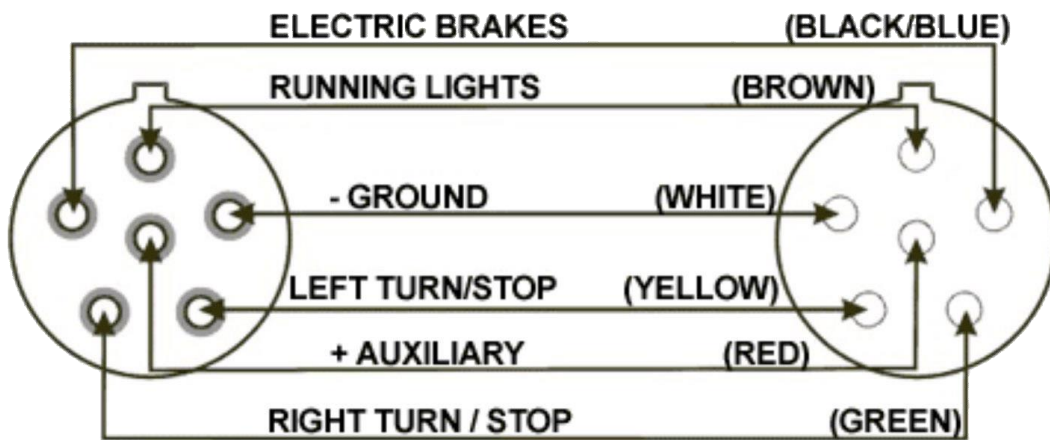 ELECTRIC BRAKES (BLACK/BLUE)
RUNNING LIGHTS (BROWN)
- GROUND (WHITE)
LEFT TURN/STOP (YELLOW)
+ AUXILIARY (RED)
RIGHT TURN / STOP (GREEN)